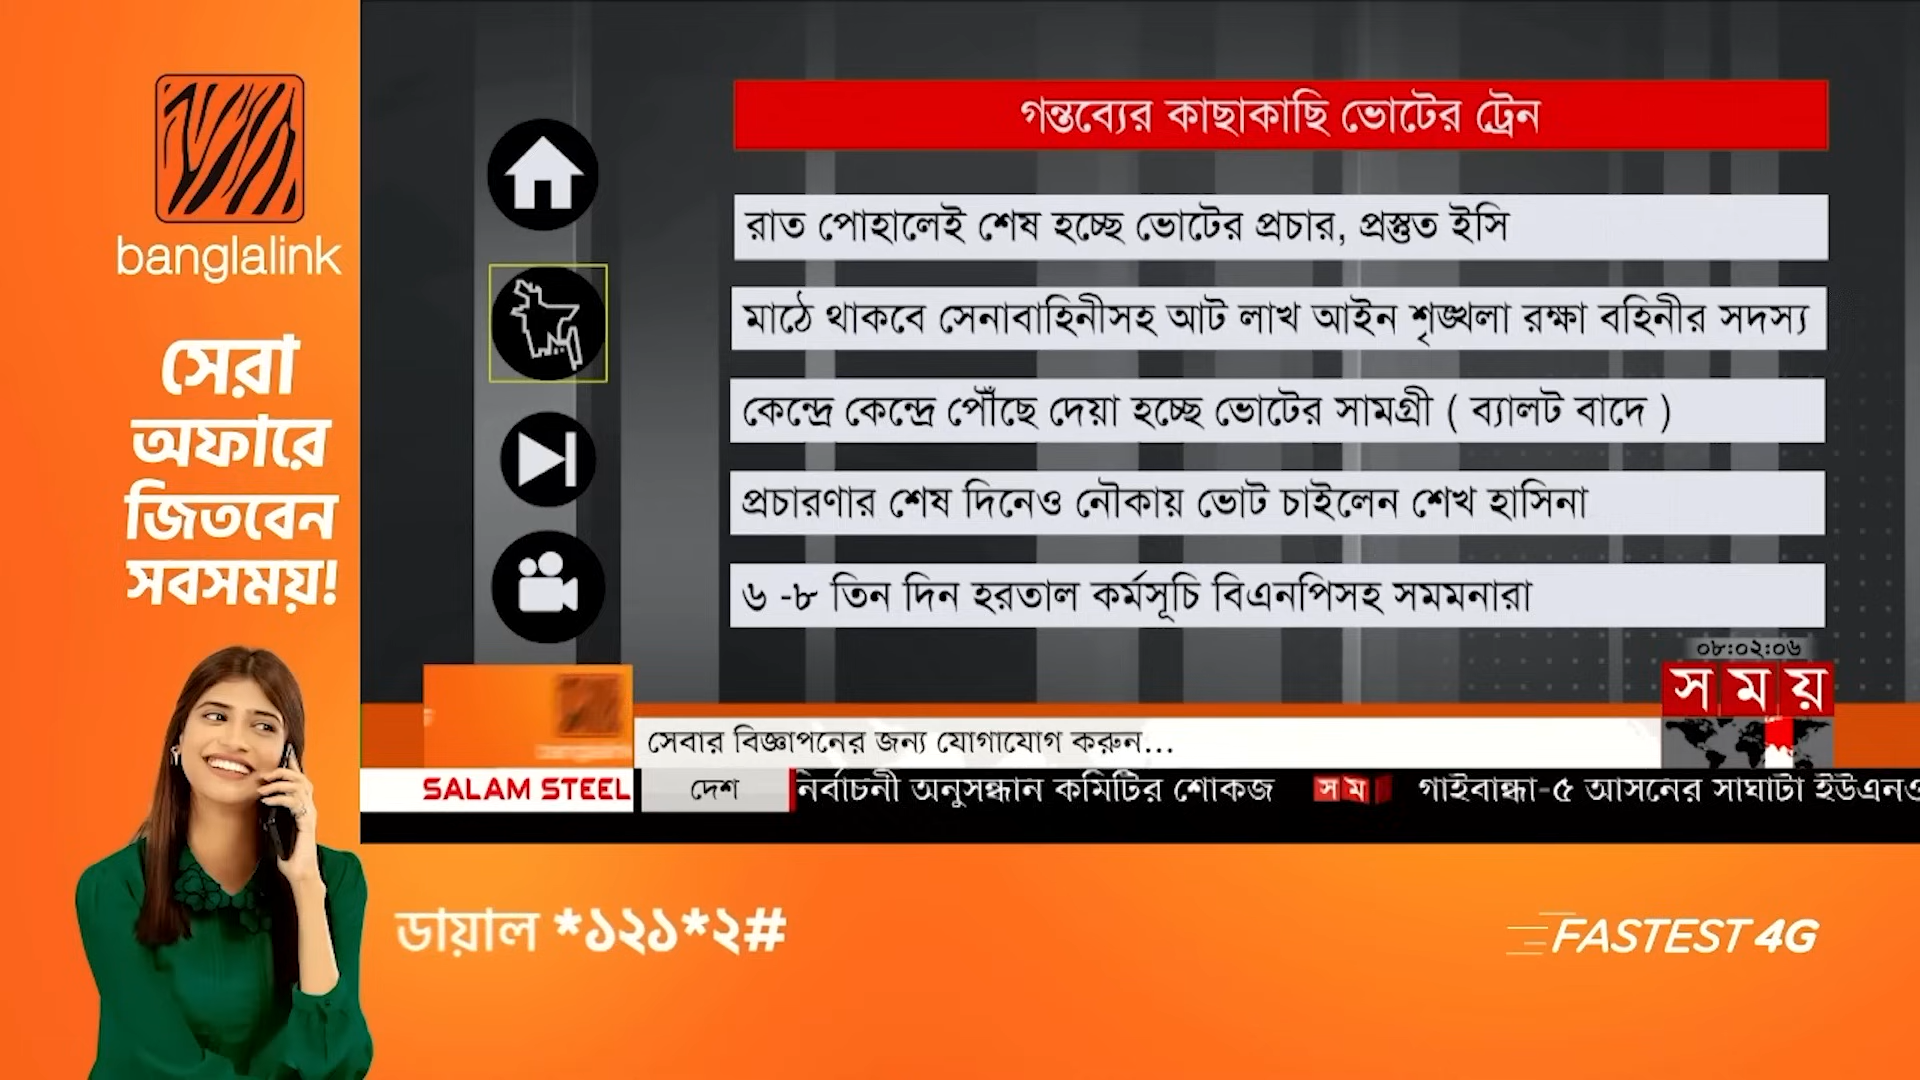 banglalink
সেরা
অফারে
জিতবেন
সবসময়!
গন্তব্যের কাছাকাছি ভোটের ট্রেন
রাত পোহালেই শেষ হচ্ছে ভোটের প্রচার, প্রস্তুত ইসি
মাঠে থাকবে সেনাবাহিনীসহ আট লাখ আইন শৃঙ্খলা রক্ষা বহিনীর সদস্য
কেন্দ্রে কেন্দ্রে পৌঁছে দেয়া হচ্ছে ভোটের সামগ্রী ( ব্যালট বাদে )
প্রচারণার শেষ দিনেও নৌকায় ভোট চাইলেন শেখ হাসিনা
৬ -৮ তিন দিন হরতাল কর্মসূচি বিএনপিসহ সমমনারা
০৮:০২:০৬
সময়
সেবার বিজ্ঞাপনের জন্য যোগাযোগ করুন...
SALAM STEEL দেশ নির্বাচনী অনুসন্ধান কমিটির শোকজ সম গাইবান্ধা-৫ আসনের সাঘাটা ইউএনও
ডায়াল *১২১*২#
FASTEST 4G